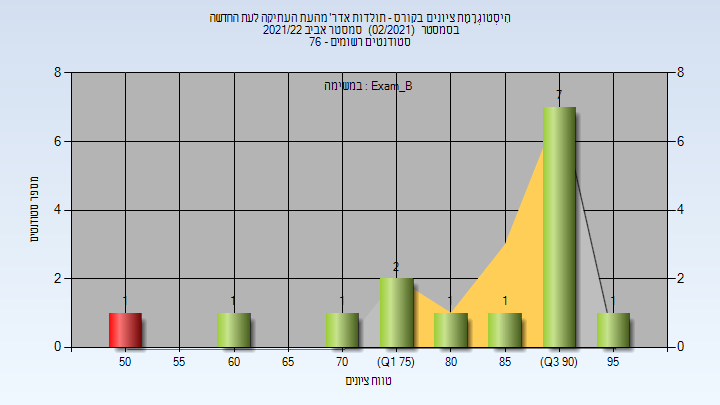 הִיסְטוֹגְרָמַת ציונים בקורס - תולדות אדר' מהעת העתיקה לעת החדשה
בסמסטר (02/2021) סמסטר אביב 2021/22
סטודנטים רשומים - 76
במשימה : Exam_B
מספר סטודנטים
8 8
6 6
4 4
2 2
0 0
1 1 1 2 1 1 7 1
50 55 60 65 70 (Q1 75) 80 85 (Q3 90) 95
טווח ציונים